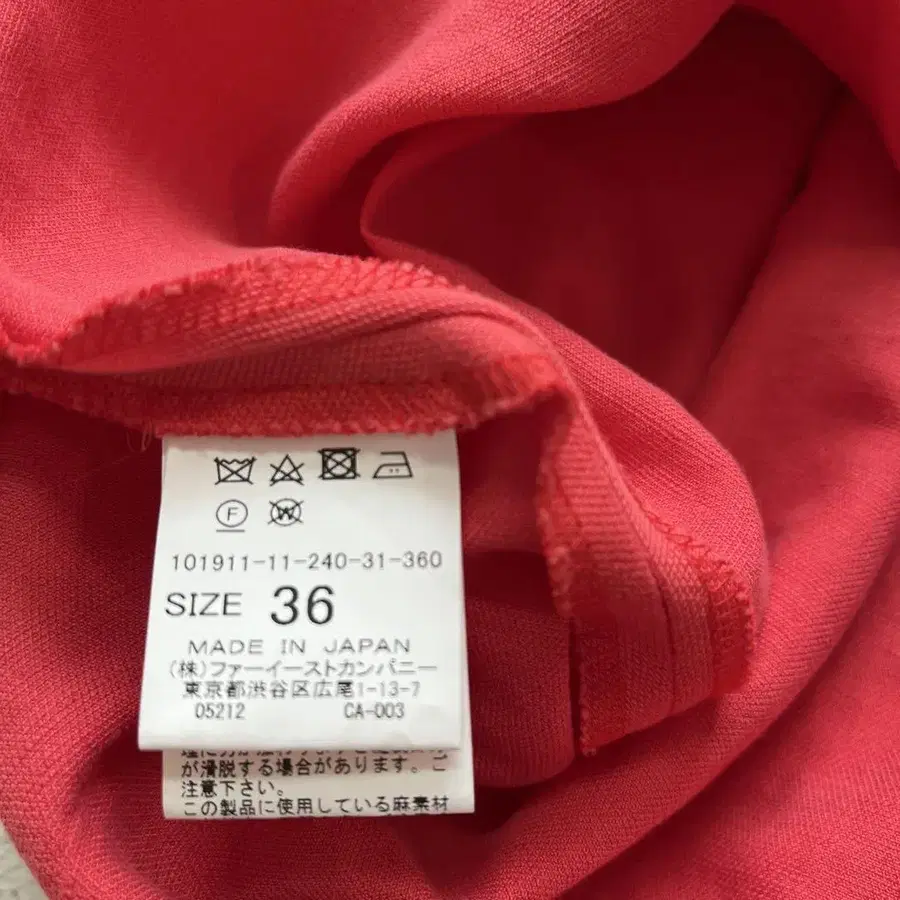 F W
101911-11-240-31-360
SIZE 36
MADE IN JAPAN
(株)ファーイーストカンパニー
東京都渋谷区広尾1-13-7
05212 CA-003
が滑脱する場合があります。ご
注意下さい。
この製品に使用している麻素材